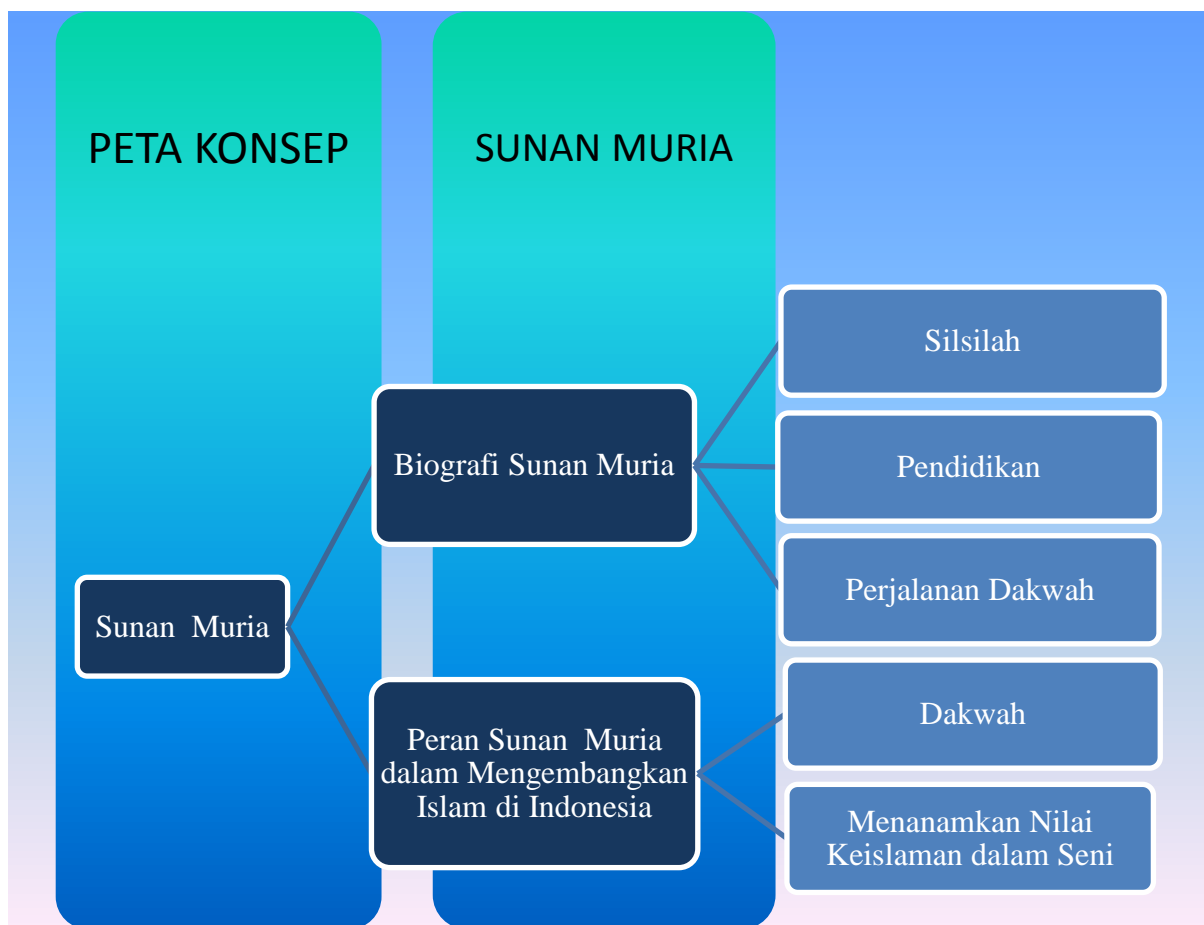 PETA KONSEP
SUNAN MURIA
Sunan Muria
Biografi Sunan Muria
Silsilah
Pendidikan
Perjalanan Dakwah
Peran Sunan Muria
dalam Mengembangkan
Islam di Indonesia
Dakwah
Menanamkan Nilai
Keislaman dalam Seni